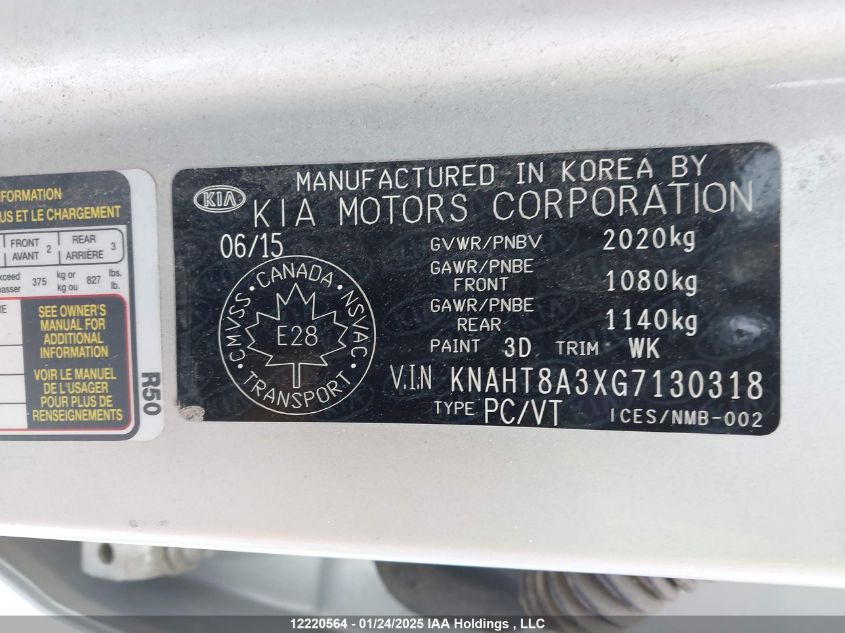 NFORMATION
US ET LE CHARGEMENT
FRONT AVANT 2 REAR ARRIÈRE 3
xceed 375 kg or kg ou 827 lbs. lb.
SEE OWNER'S
MANUAL FOR
ADDITIONAL
INFORMATION
VOIR LE MANUEL
DE L'USAGER
POUR PLUS DE
RENSEIGNEMENTS
R50
MANUFACTURED IN KOREA BY
KIA KIA MOTORS CORPORATION
06/15 GVWR/PNBV 2020kg
GAWR/PNBE FRONT 1080kg
GAWR/PNBE REAR 1140kg
PAINT 3D TRIM WK
V.I.N KNAHT8A3XG7130318
TYPE PC/VT ICES/NMB-002
CMVSS CANADA NSVAC
E28
TRANSPORT
12220564 - 01/24/2025 IAA Holdings , LLC